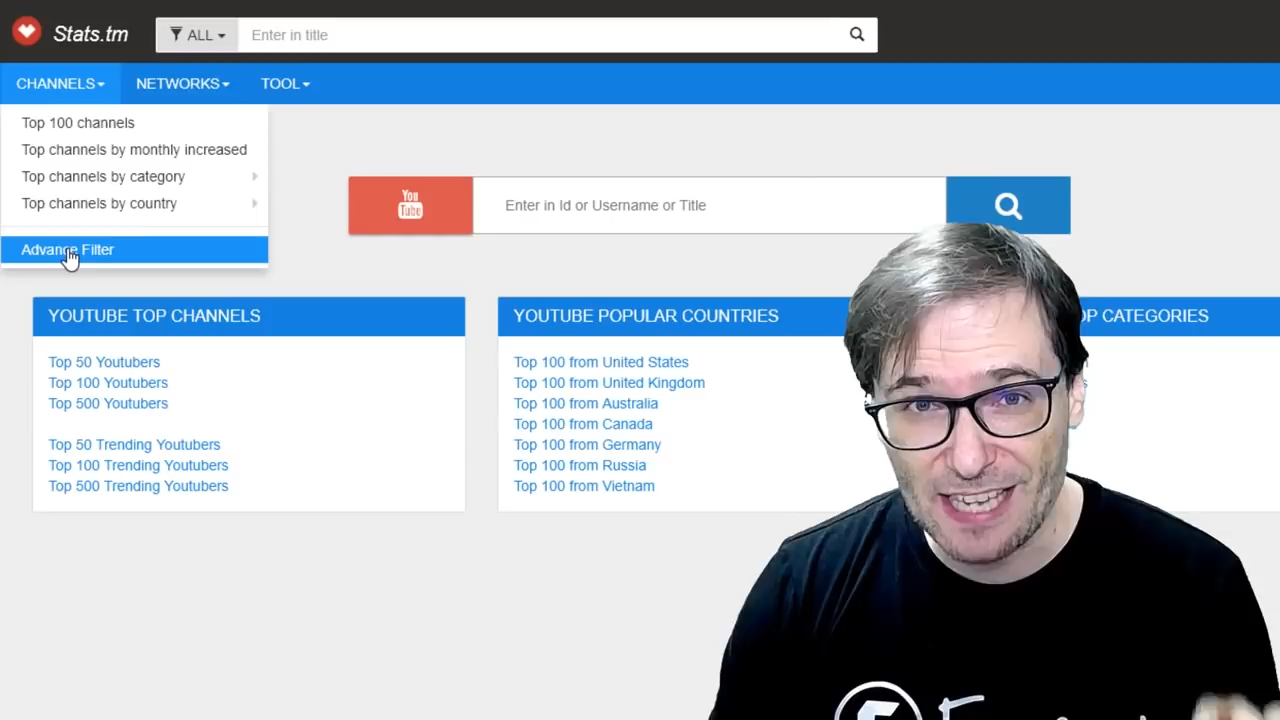 Stats.tm
ALL
Enter in title
CHANNELS
NETWORKS
TOOL
Top 100 channels
Top channels by monthly increased
Top channels by category
Top channels by country
Advance Filter
You
Tube
Enter in Id or Username or Title
YOUTUBE TOP CHANNELS
Top 50 Youtubers
Top 100 Youtubers
Top 500 Youtubers
Top 50 Trending Youtubers
Top 100 Trending Youtubers
Top 500 Trending Youtubers
YOUTUBE POPULAR COUNTRIES
Top 100 from United States
Top 100 from United Kingdom
Top 100 from Australia
Top 100 from Canada
Top 100 from Germany
Top 100 from Russia
Top 100 from Vietnam
CATEGORIES